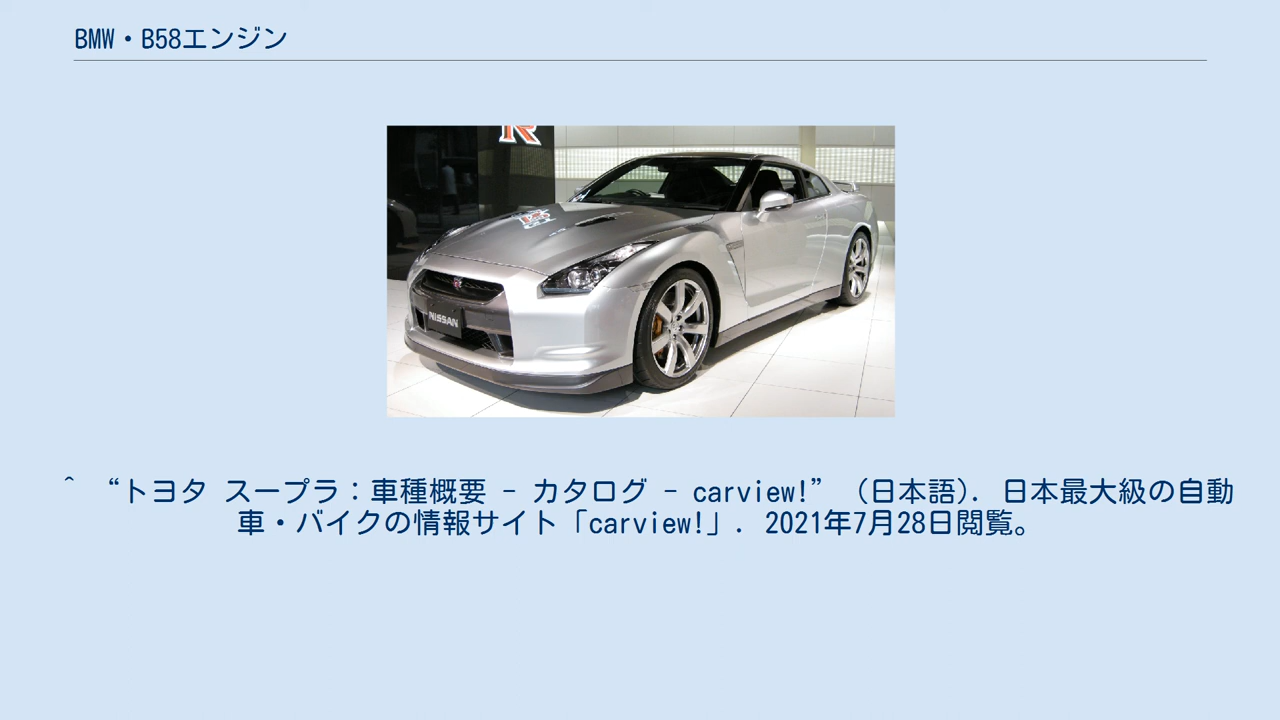 BMW・B58エンジン
R
NISSAN
^ “トヨタ スープラ：車種概要 - カタログ - carview!” (日本語). 日本最大級の自動
車・バイクの情報サイト「carview!」. 2021年7月28日閲覧。